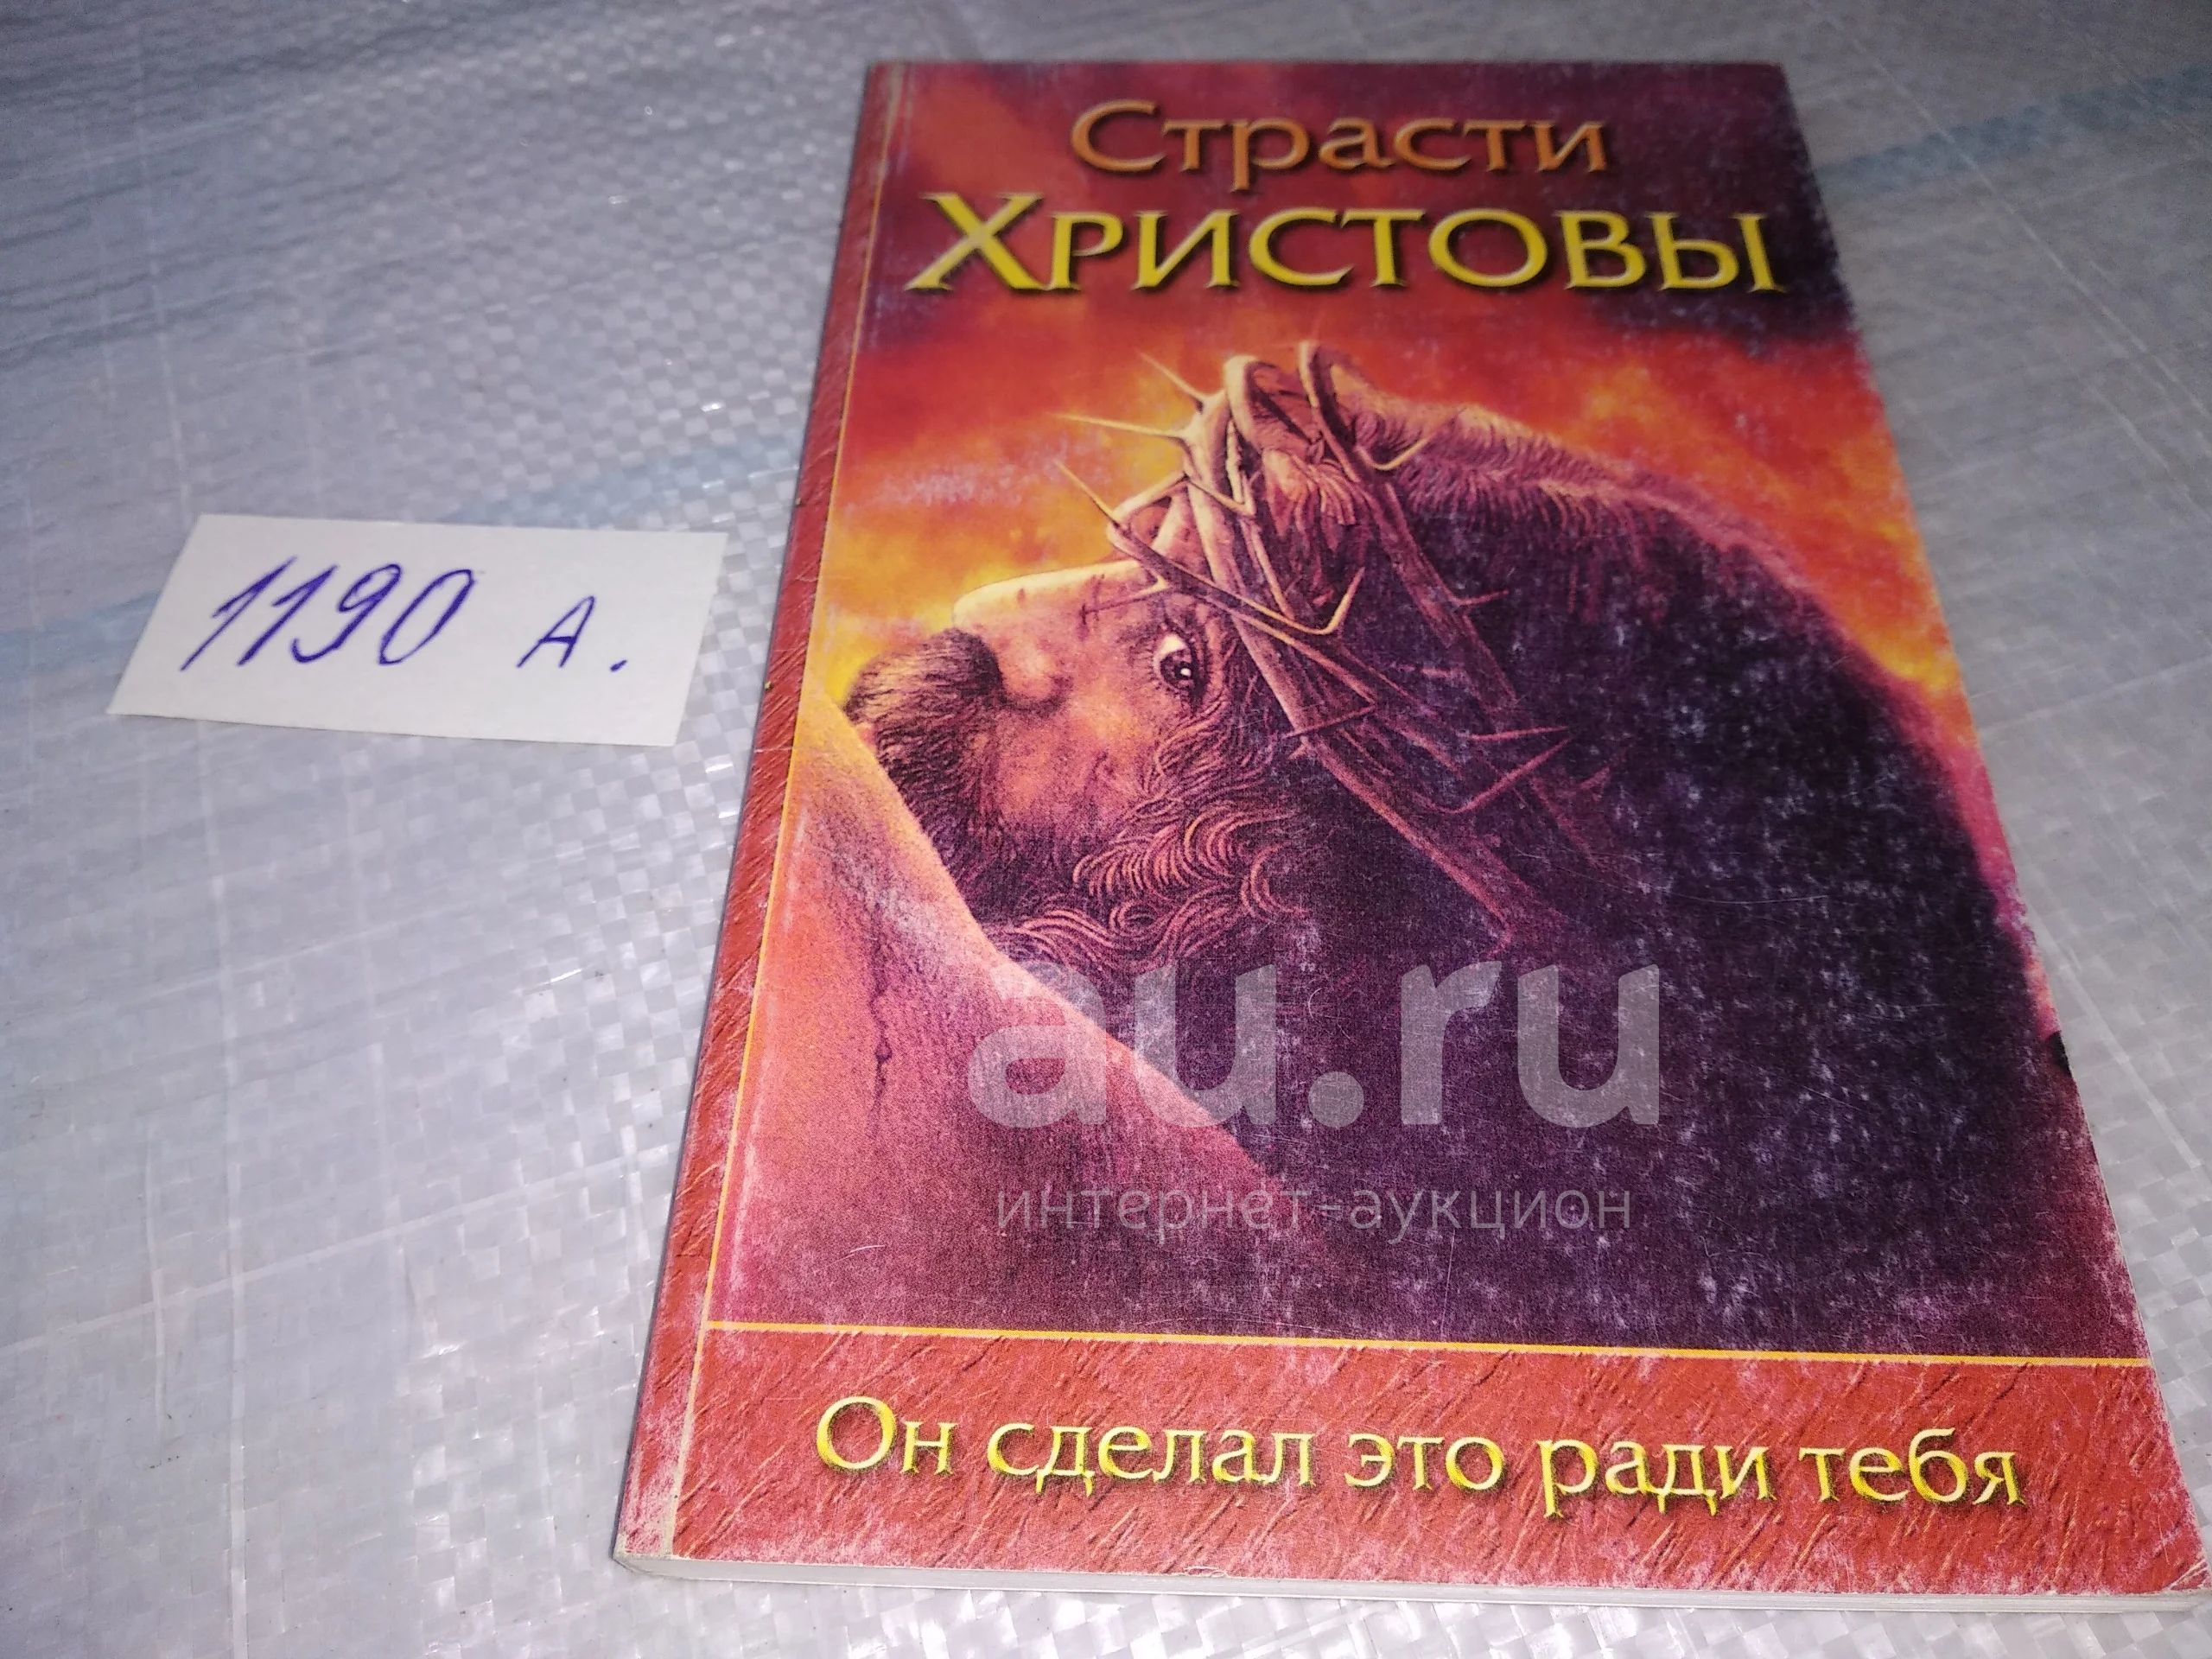 Страсти
Христовы
1190 А.
au.ru
интернет-аукцион
Он сделал это ради тебя